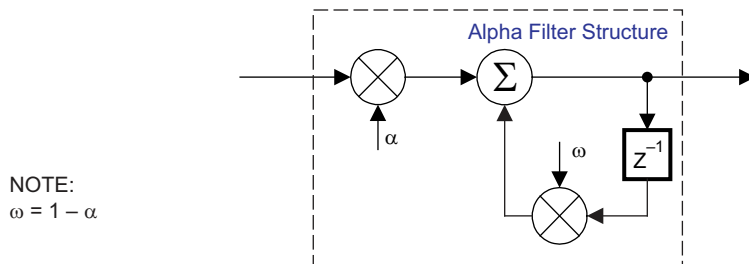 Alpha Filter Structure
Σ
α
ω
Z⁻¹
NOTE:
ω = 1 – α